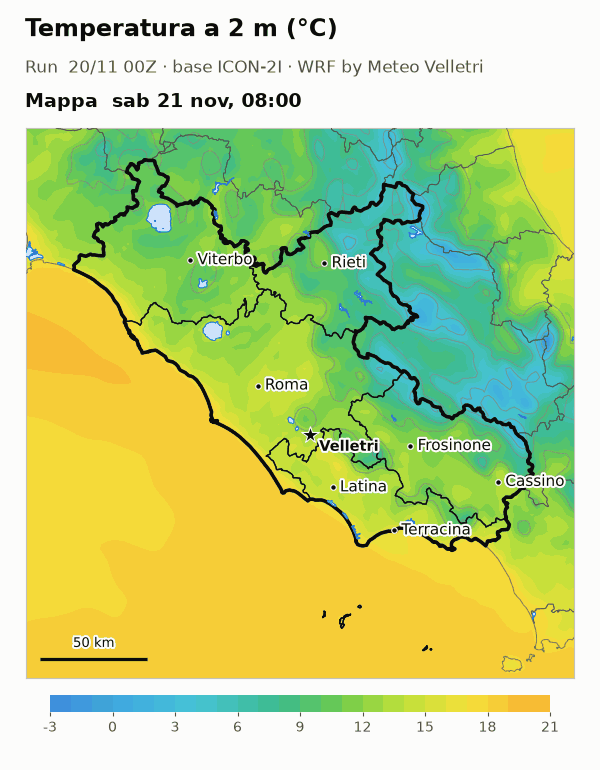 Temperatura a 2 m (°C)
Run  20/11 00Z · base ICON-2I · WRF by Meteo Velletri
Mappa  sab 21 nov, 08:00
Viterbo
Rieti
Roma
Velletri
Frosinone
Cassino
Latina
Terracina
50 km
-3 0 3 6 9 12 15 18 21